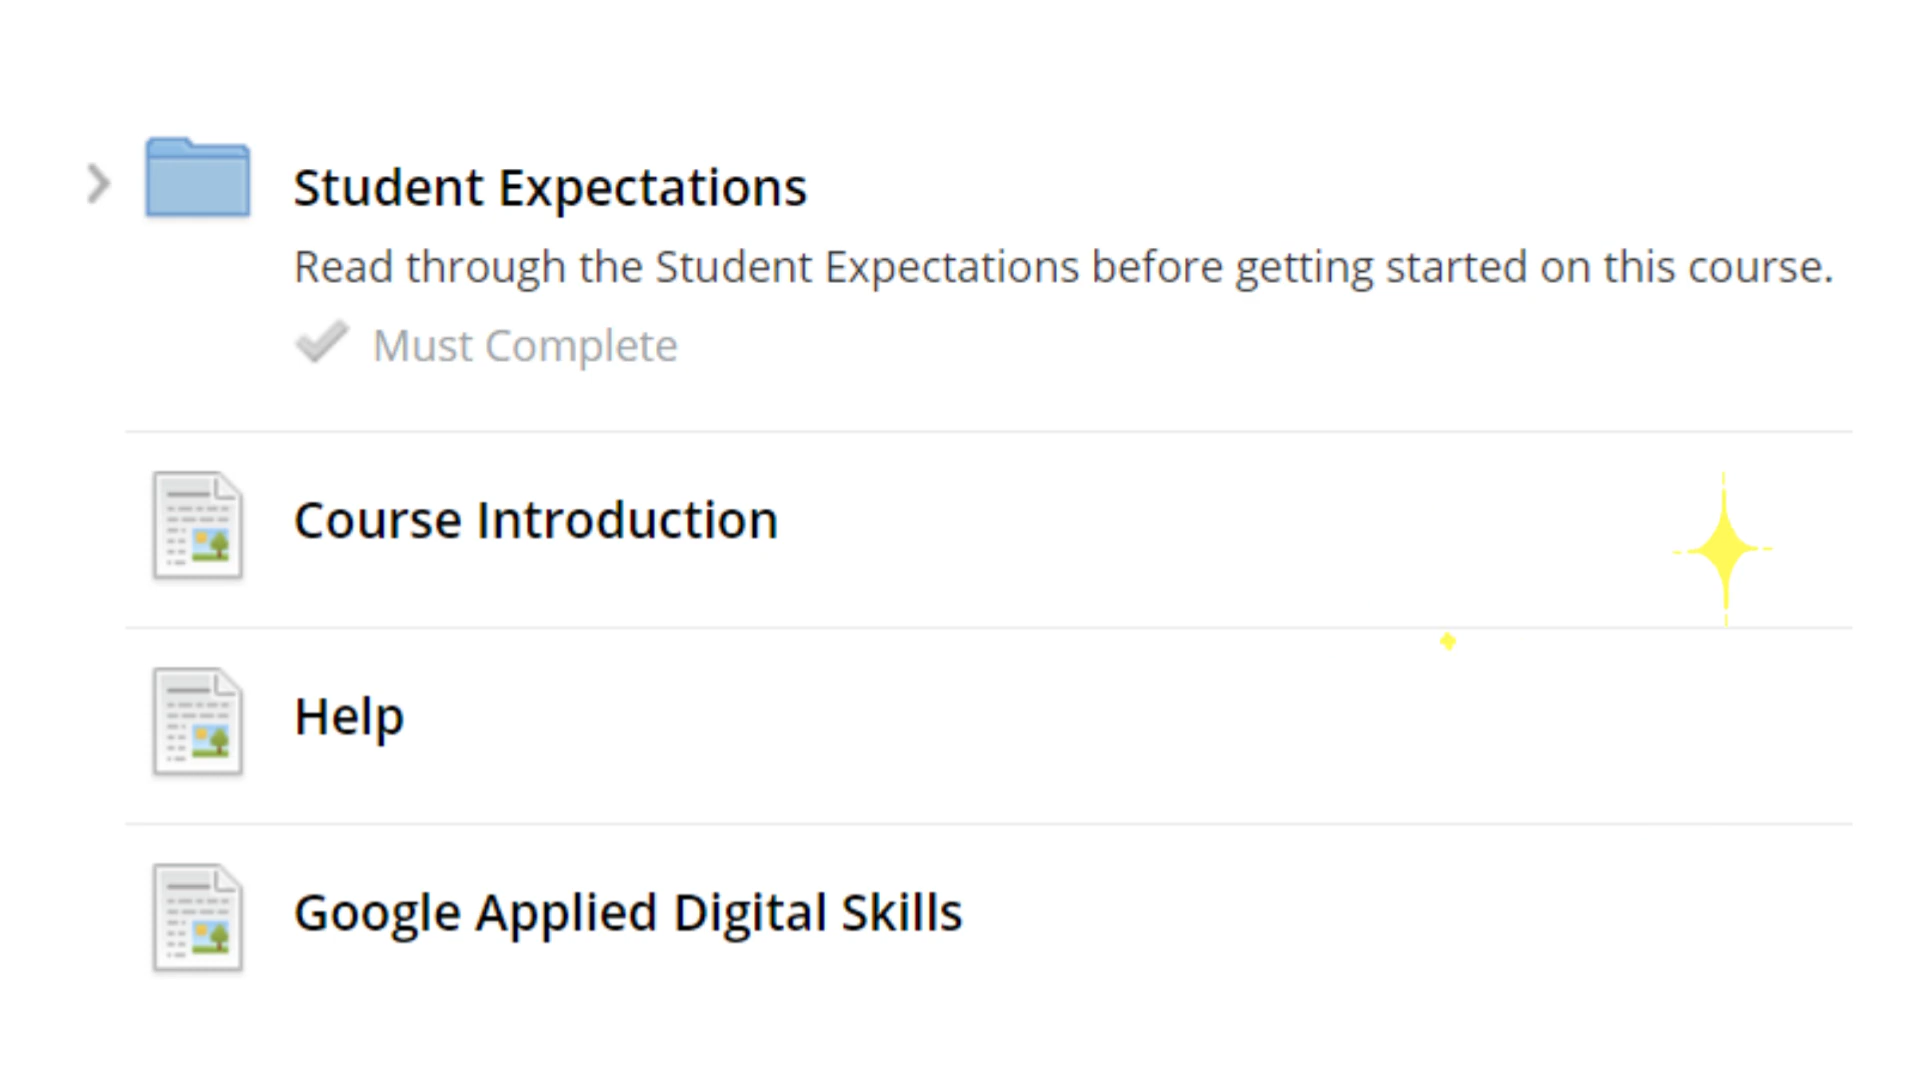 Student Expectations
Read through the Student Expectations before getting started on this course.
Must Complete
Course Introduction
Help
Google Applied Digital Skills